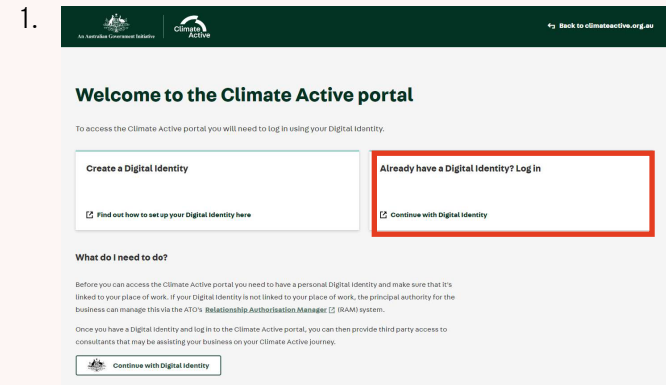 1.
An Australian Government Initiative
Climate
Active
Back to climateactive.org.au
Welcome to the Climate Active portal
To access the Climate Active portal you will need to log in using your Digital Identity.
Create a Digital Identity
Already have a Digital Identity? Log in
Find out how to set up your Digital Identity here
Continue with Digital Identity
What do I need to do?
Before you can access the Climate Active portal you need to have a personal Digital Identity and make sure that it's
linked to your place of work. If your Digital Identity is not linked to your place of work, the principal authority for the
business can manage this via the ATO's Relationship Authorisation Manager (RAM) system.
Once you have a Digital Identity and log in to the Climate Active portal, you can then provide third party access to
consultants that may be assisting your business on your Climate Active journey.
Continue with Digital Identity